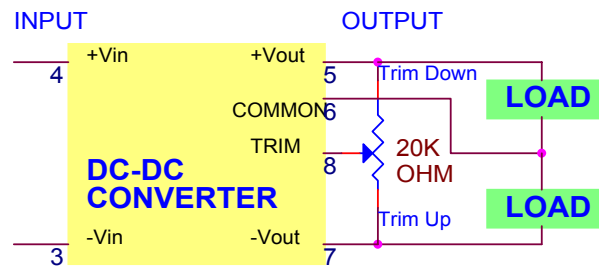 INPUT
OUTPUT
+Vin
+Vout
4
5
Trim Down
LOAD
COMMON
6
TRIM
8
20K
OHM
DC-DC
CONVERTER
LOAD
Trim Up
-Vin
-Vout
3
7